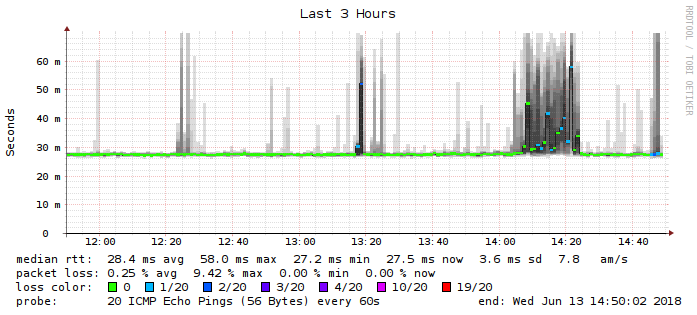 Last 3 Hours
RRDTOOL / TOBI OETIKER
Seconds
60 m
50 m
40 m
30 m
20 m
10 m
0
12:00 12:20 12:40 13:00 13:20 13:40 14:00 14:20 14:40
median rtt: 28.4 ms avg 58.0 ms max 27.2 ms min 27.5 ms now 3.6 ms sd 7.8 am/s
packet loss: 0.25 % avg 9.42 % max 0.00 % min 0.00 % now
loss color: 0 1/20 2/20 3/20 4/20 10/20 19/20
probe: 20 ICMP Echo Pings (56 Bytes) every 60s end: Wed Jun 13 14:50:02 2018